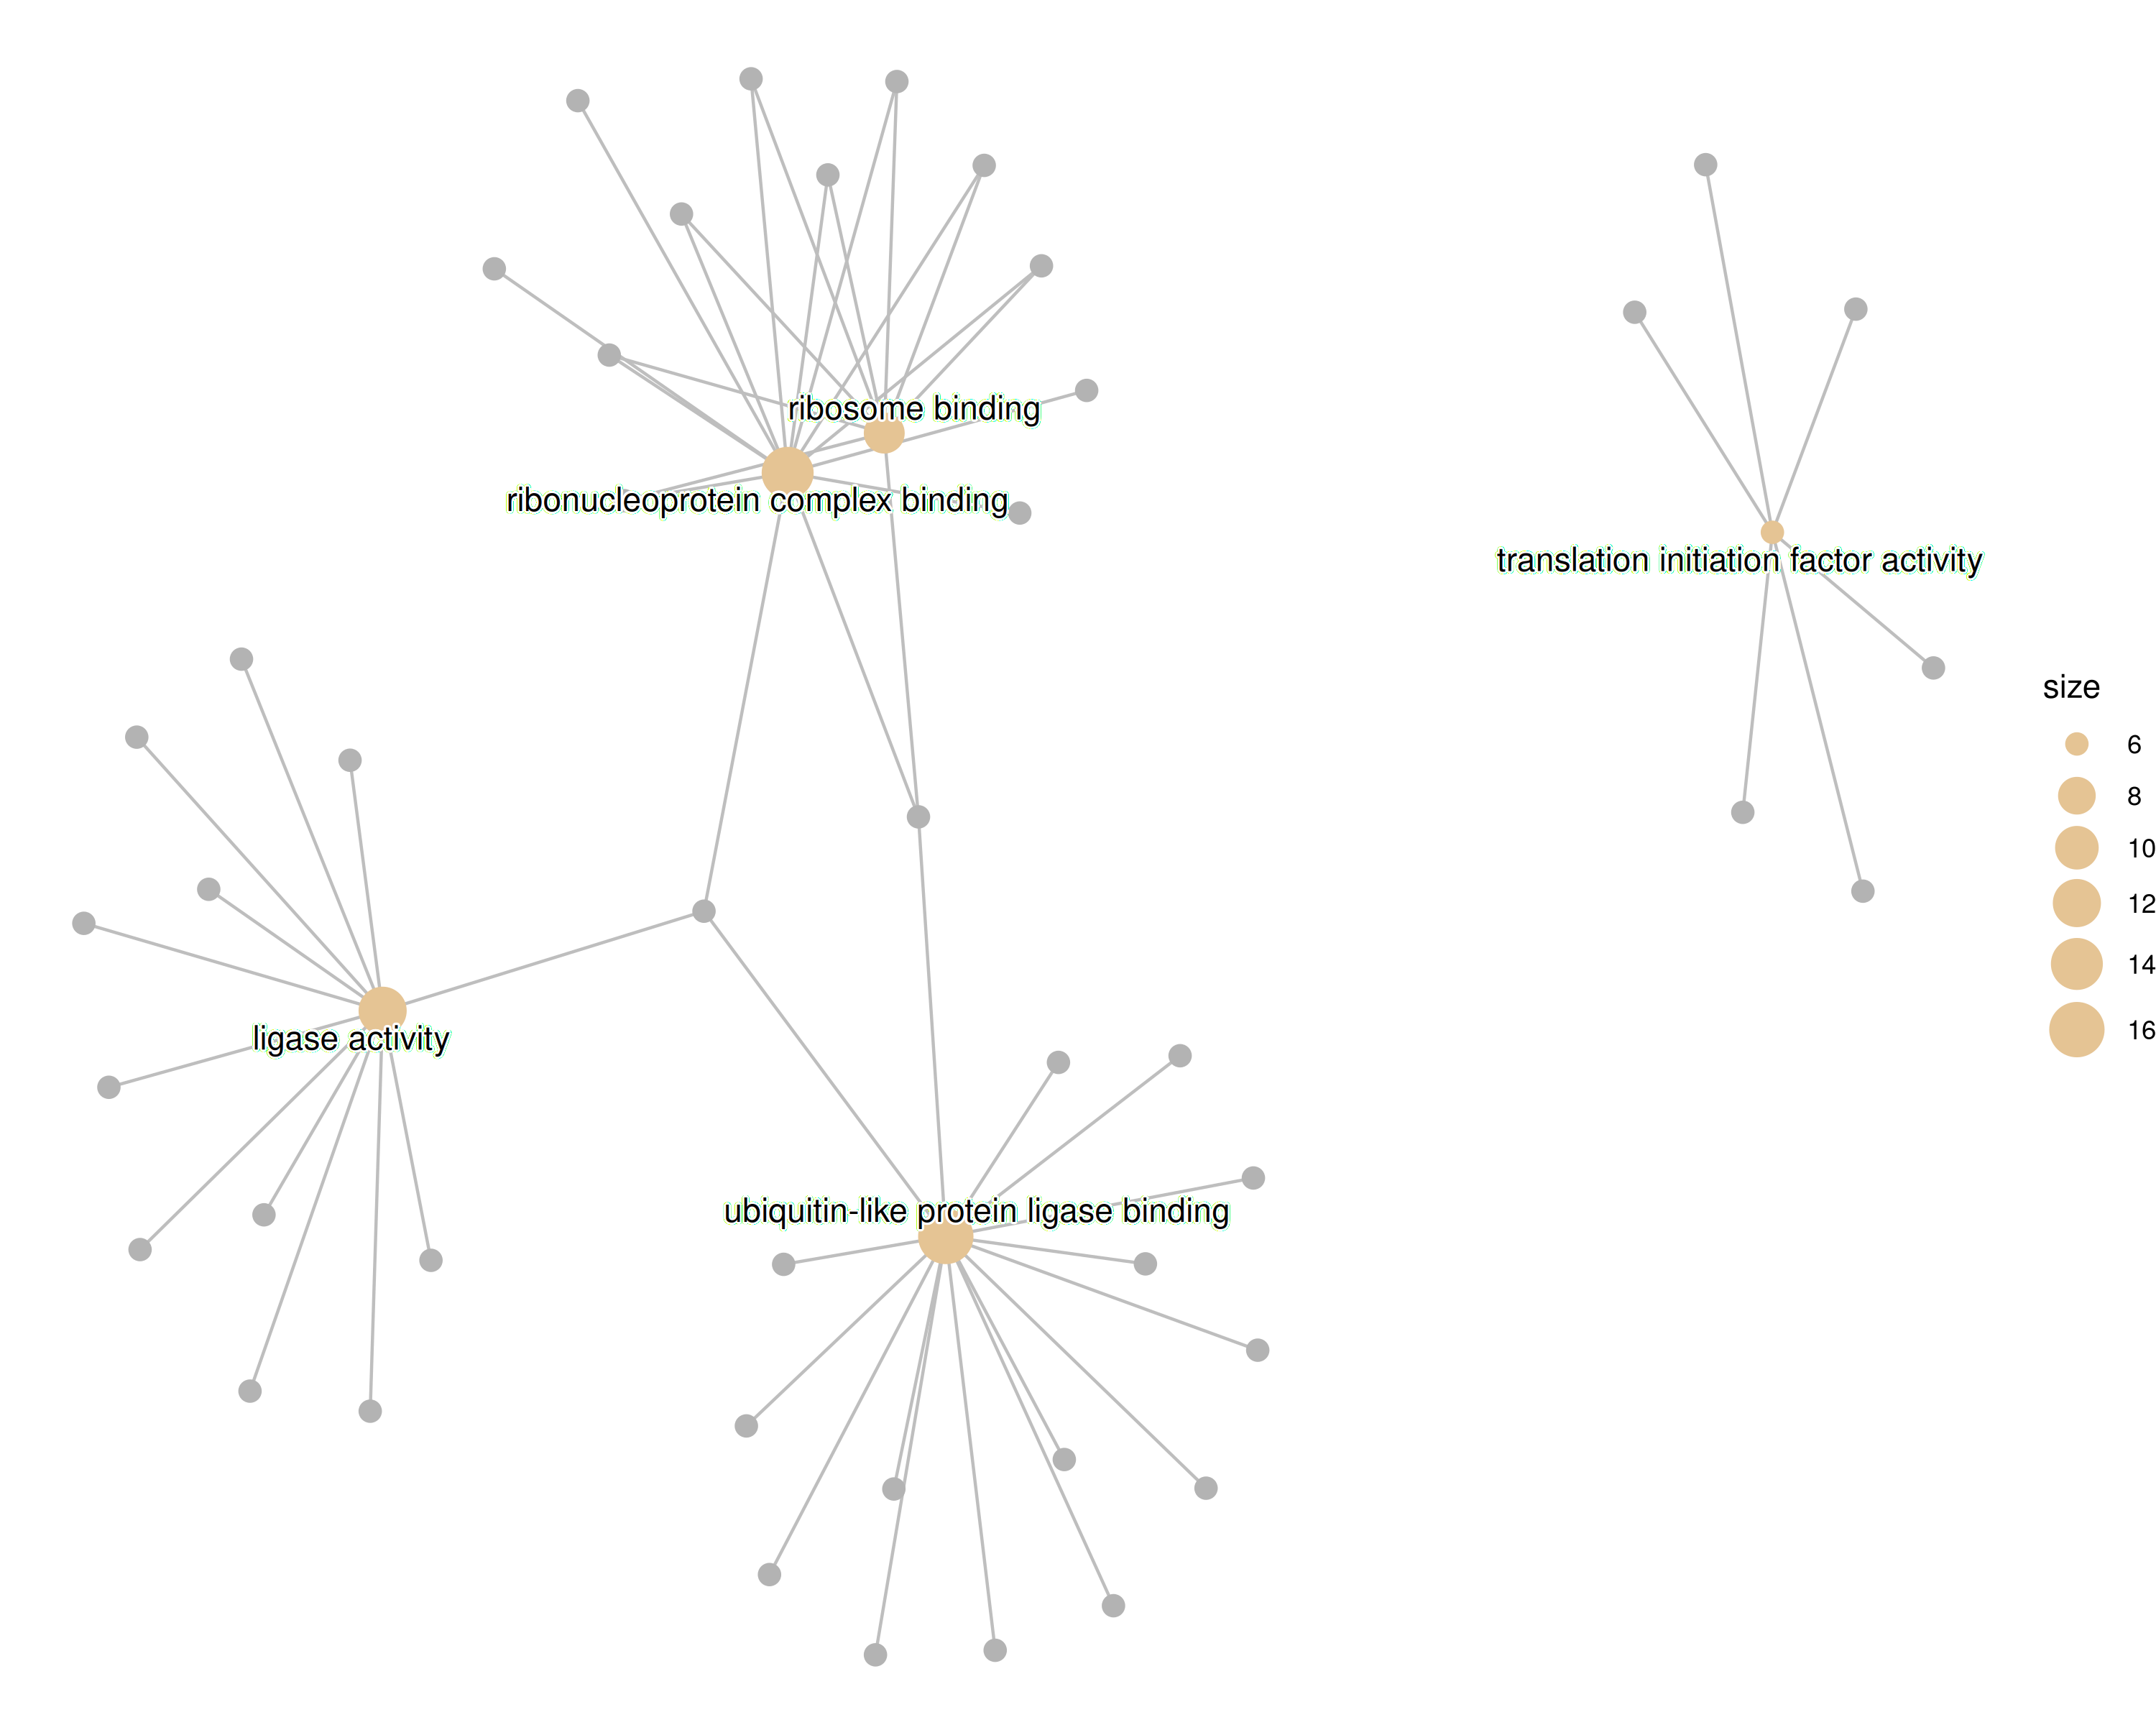 ribosome binding
ribonucleoprotein complex binding
translation initiation factor activity
ligase activity
ubiquitin-like protein ligase binding
size
6
8
10
12
14
16